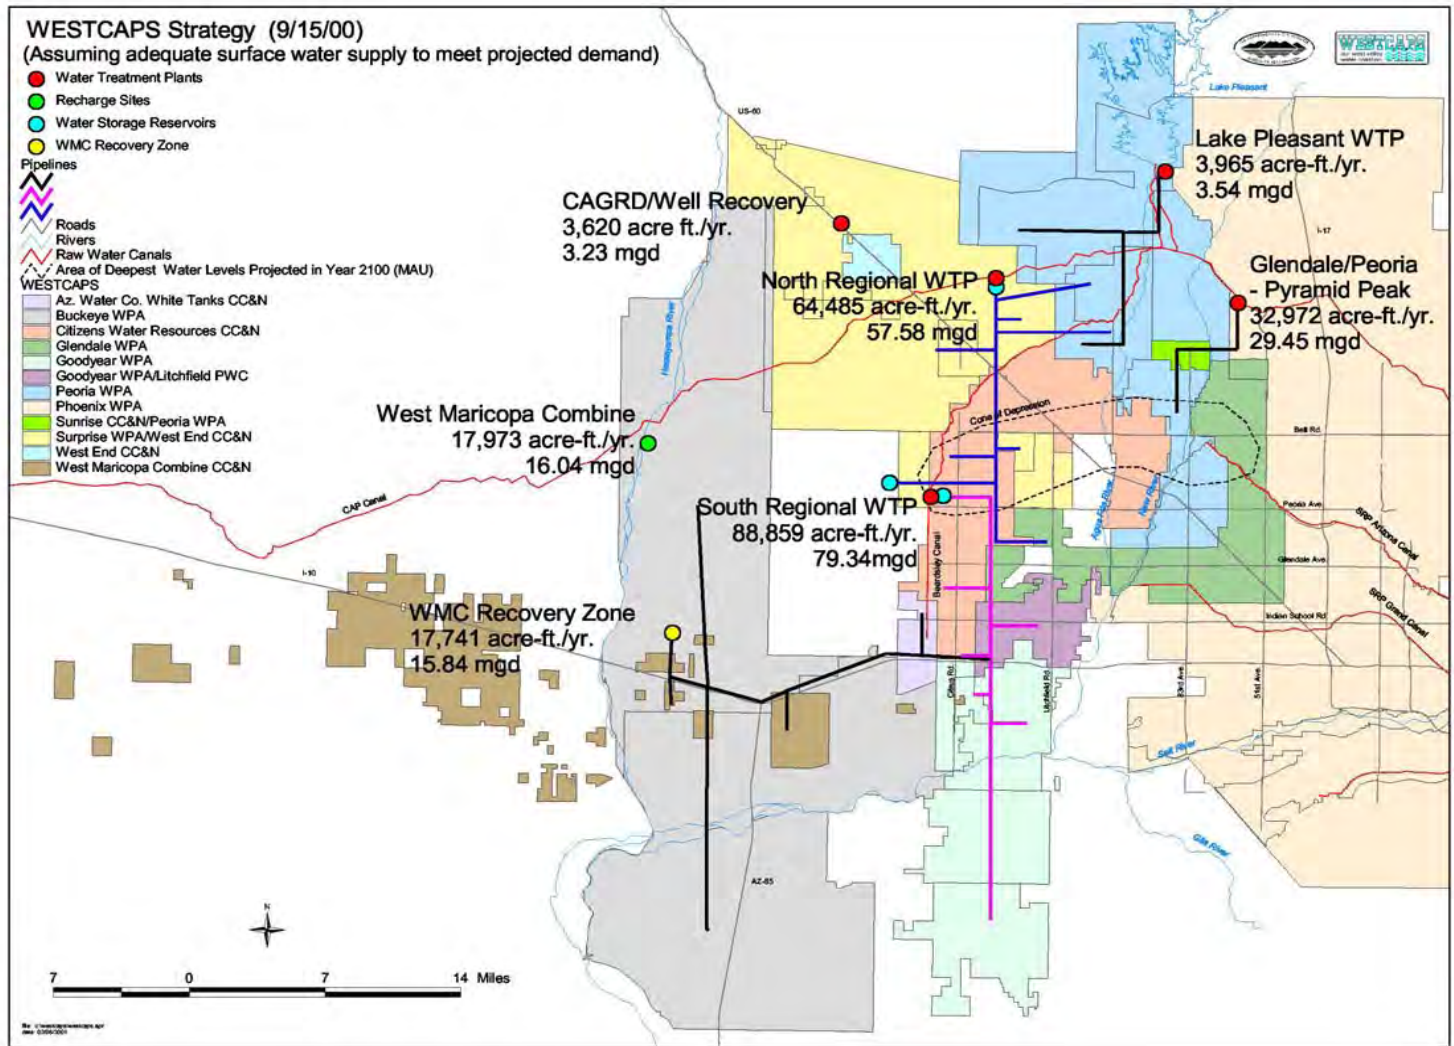 WESTCAPS Strategy (9/15/00)
(Assuming adequate surface water supply to meet projected demand)
Water Treatment Plants
Recharge Sites
Water Storage Reservoirs
WMC Recovery Zone
Pipelines
Roads
Rivers
Raw Water Canals
Area of Deepest Water Levels Projected in Year 2100 (MAU)
WESTCAPS
Az. Water Co. White Tanks CC&N
Buckeye WPA
Citizens Water Resources CC&N
Glendale WPA
Goodyear WPA
Goodyear WPA/Litchfield PWC
Peoria WPA
Phoenix WPA
Sunrise CC&N/Peoria WPA
Surprise WPA/West End CC&N
West End CC&N
West Maricopa Combine CC&N
WESTCAPS
Lake Pleasant
US-60
Lake Pleasant WTP
3,965 acre-ft./yr.
3.54 mgd
CAGRD/Well Recovery
3,620 acre ft./yr.
3.23 mgd
I-17
Glendale/Peoria
- Pyramid Peak
32,972 acre-ft./yr.
29.45 mgd
North Regional WTP
64,485 acre-ft./yr.
57.58 mgd
Hassayampa River
West Maricopa Combine
17,973 acre-ft./yr.
16.04 mgd
Cone of Depression
Bell Rd.
Agua Fria River
New River
Peoria Ave.
South Regional WTP
88,859 acre-ft./yr.
79.34mgd
CAP Canal
SRP Arizona Canal
Beardsley Canal
Glendale Ave.
I-10
SRP Grand Canal
WMC Recovery Zone
17,741 acre-ft./yr.
15.84 mgd
Indian School Rd.
Citrus Rd.
Litchfield Rd.
83rd Ave.
51st Ave.
Salt River
Gila River
AZ-85
N
7 0 7 14 Miles